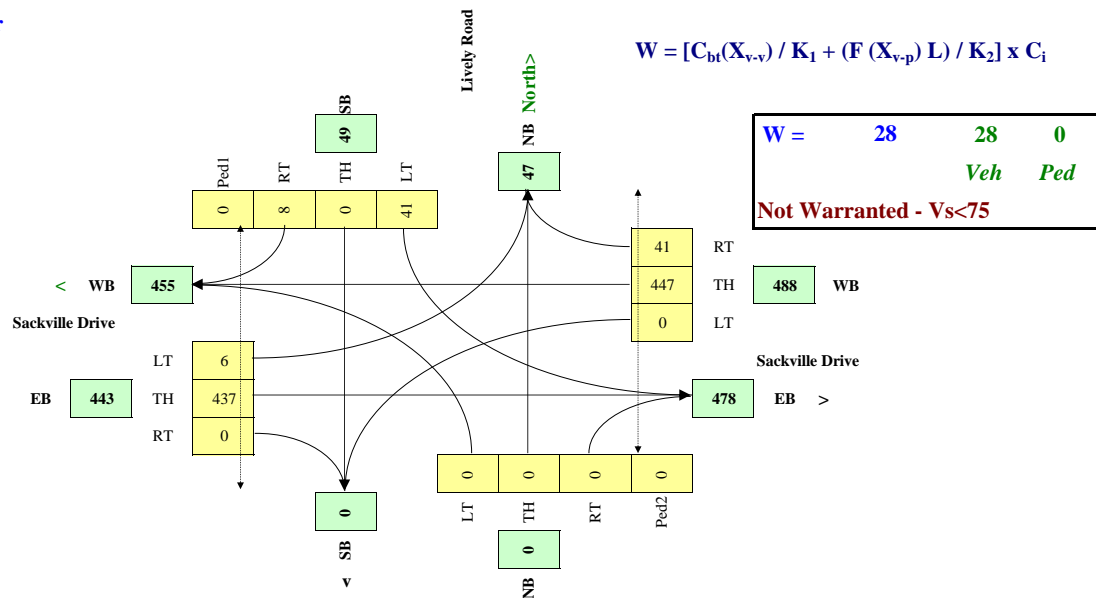 Lively Road
W = [Cbt(Xv-v) / K1 + (F (Xv-p) L) / K2] x Ci
North>
SB
49
NB
47
W = 28 28 0
Veh Ped
Not Warranted - Vs<75
Ped1 RT TH LT
0 8 0 41
41 RT
< WB 455
447 TH 488 WB
0 LT
Sackville Drive
LT 6
Sackville Drive
EB 443 TH 437
478 EB >
RT 0
0 0 0 0
LT TH RT Ped2
0
SB
v
0
NB